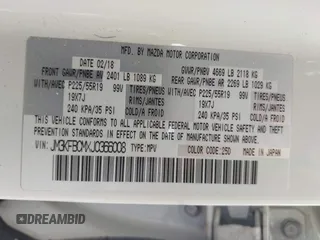 MFD. BY MAZDA MOTOR CORPORATION
DATE 02/18 GVWR/PNBV 4669 LB 2118 KG
FRONT GAWR/PNBE AV 2401 LB 1089 KG REAR GAWR/PNBE AR 2269 LB 1029 KG
W/AVEC P225/55R19 99V TIRES/PNEUS W/AVEC P225/55R19 99V TIRES/PNEUS
19X7J RIMS/JANTES 19X7J RIMS/JANTES
240 KPA/35 PSI COLD/A FROID 240 KPA/35 PSI COLD/A FROID
THIS VEHICLE CONFORMS TO ALL APPLICABLE FEDERAL MOTOR VEHICLE
SAFETY, BUMPER, AND THEFT PREVENTION STANDARDS IN
EFFECT ON THE DATE OF MANUFACTURE SHOWN ABOVE.
VIN: JM3KFBCMXJ0366008 TYPE:MPV COLOR CODE:25D MADE IN JAPAN
ridesafely